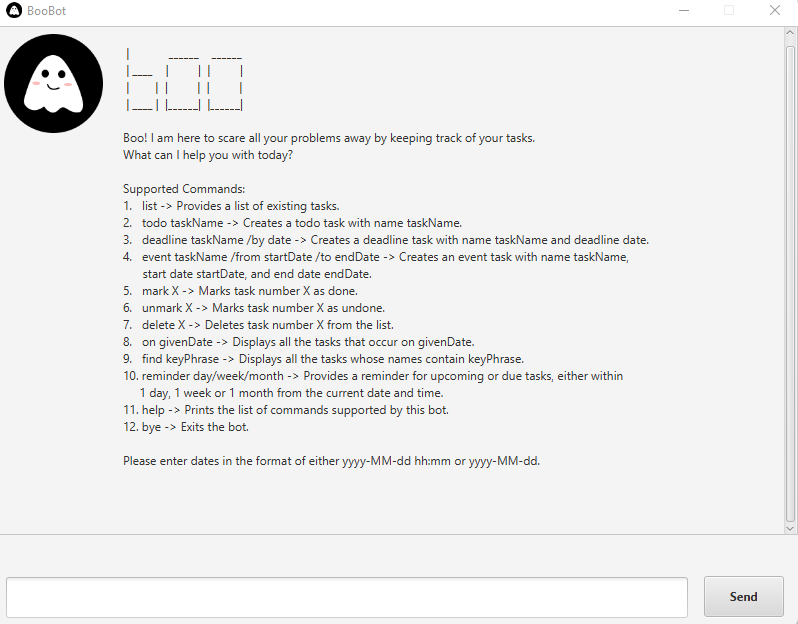 BooBot
boo
Boo! I am here to scare all your problems away by keeping track of your tasks.
What can I help you with today?
Supported Commands:
1. list -> Provides a list of existing tasks.
2. todo taskName -> Creates a todo task with name taskName.
3. deadline taskName /by date -> Creates a deadline task with name taskName and deadline date.
4. event taskName /from startDate /to endDate -> Creates an event task with name taskName,
start date startDate, and end date endDate.
5. mark X -> Marks task number X as done.
6. unmark X -> Marks task number X as undone.
7. delete X -> Deletes task number X from the list.
8. on givenDate -> Displays all the tasks that occur on givenDate.
9. find keyPhrase -> Displays all the tasks whose names contain keyPhrase.
10. reminder day/week/month -> Provides a reminder for upcoming or due tasks, either within
1 day, 1 week or 1 month from the current date and time.
11. help -> Prints the list of commands supported by this bot.
12. bye -> Exits the bot.
Please enter dates in the format of either yyyy-MM-dd hh:mm or yyyy-MM-dd.
Send